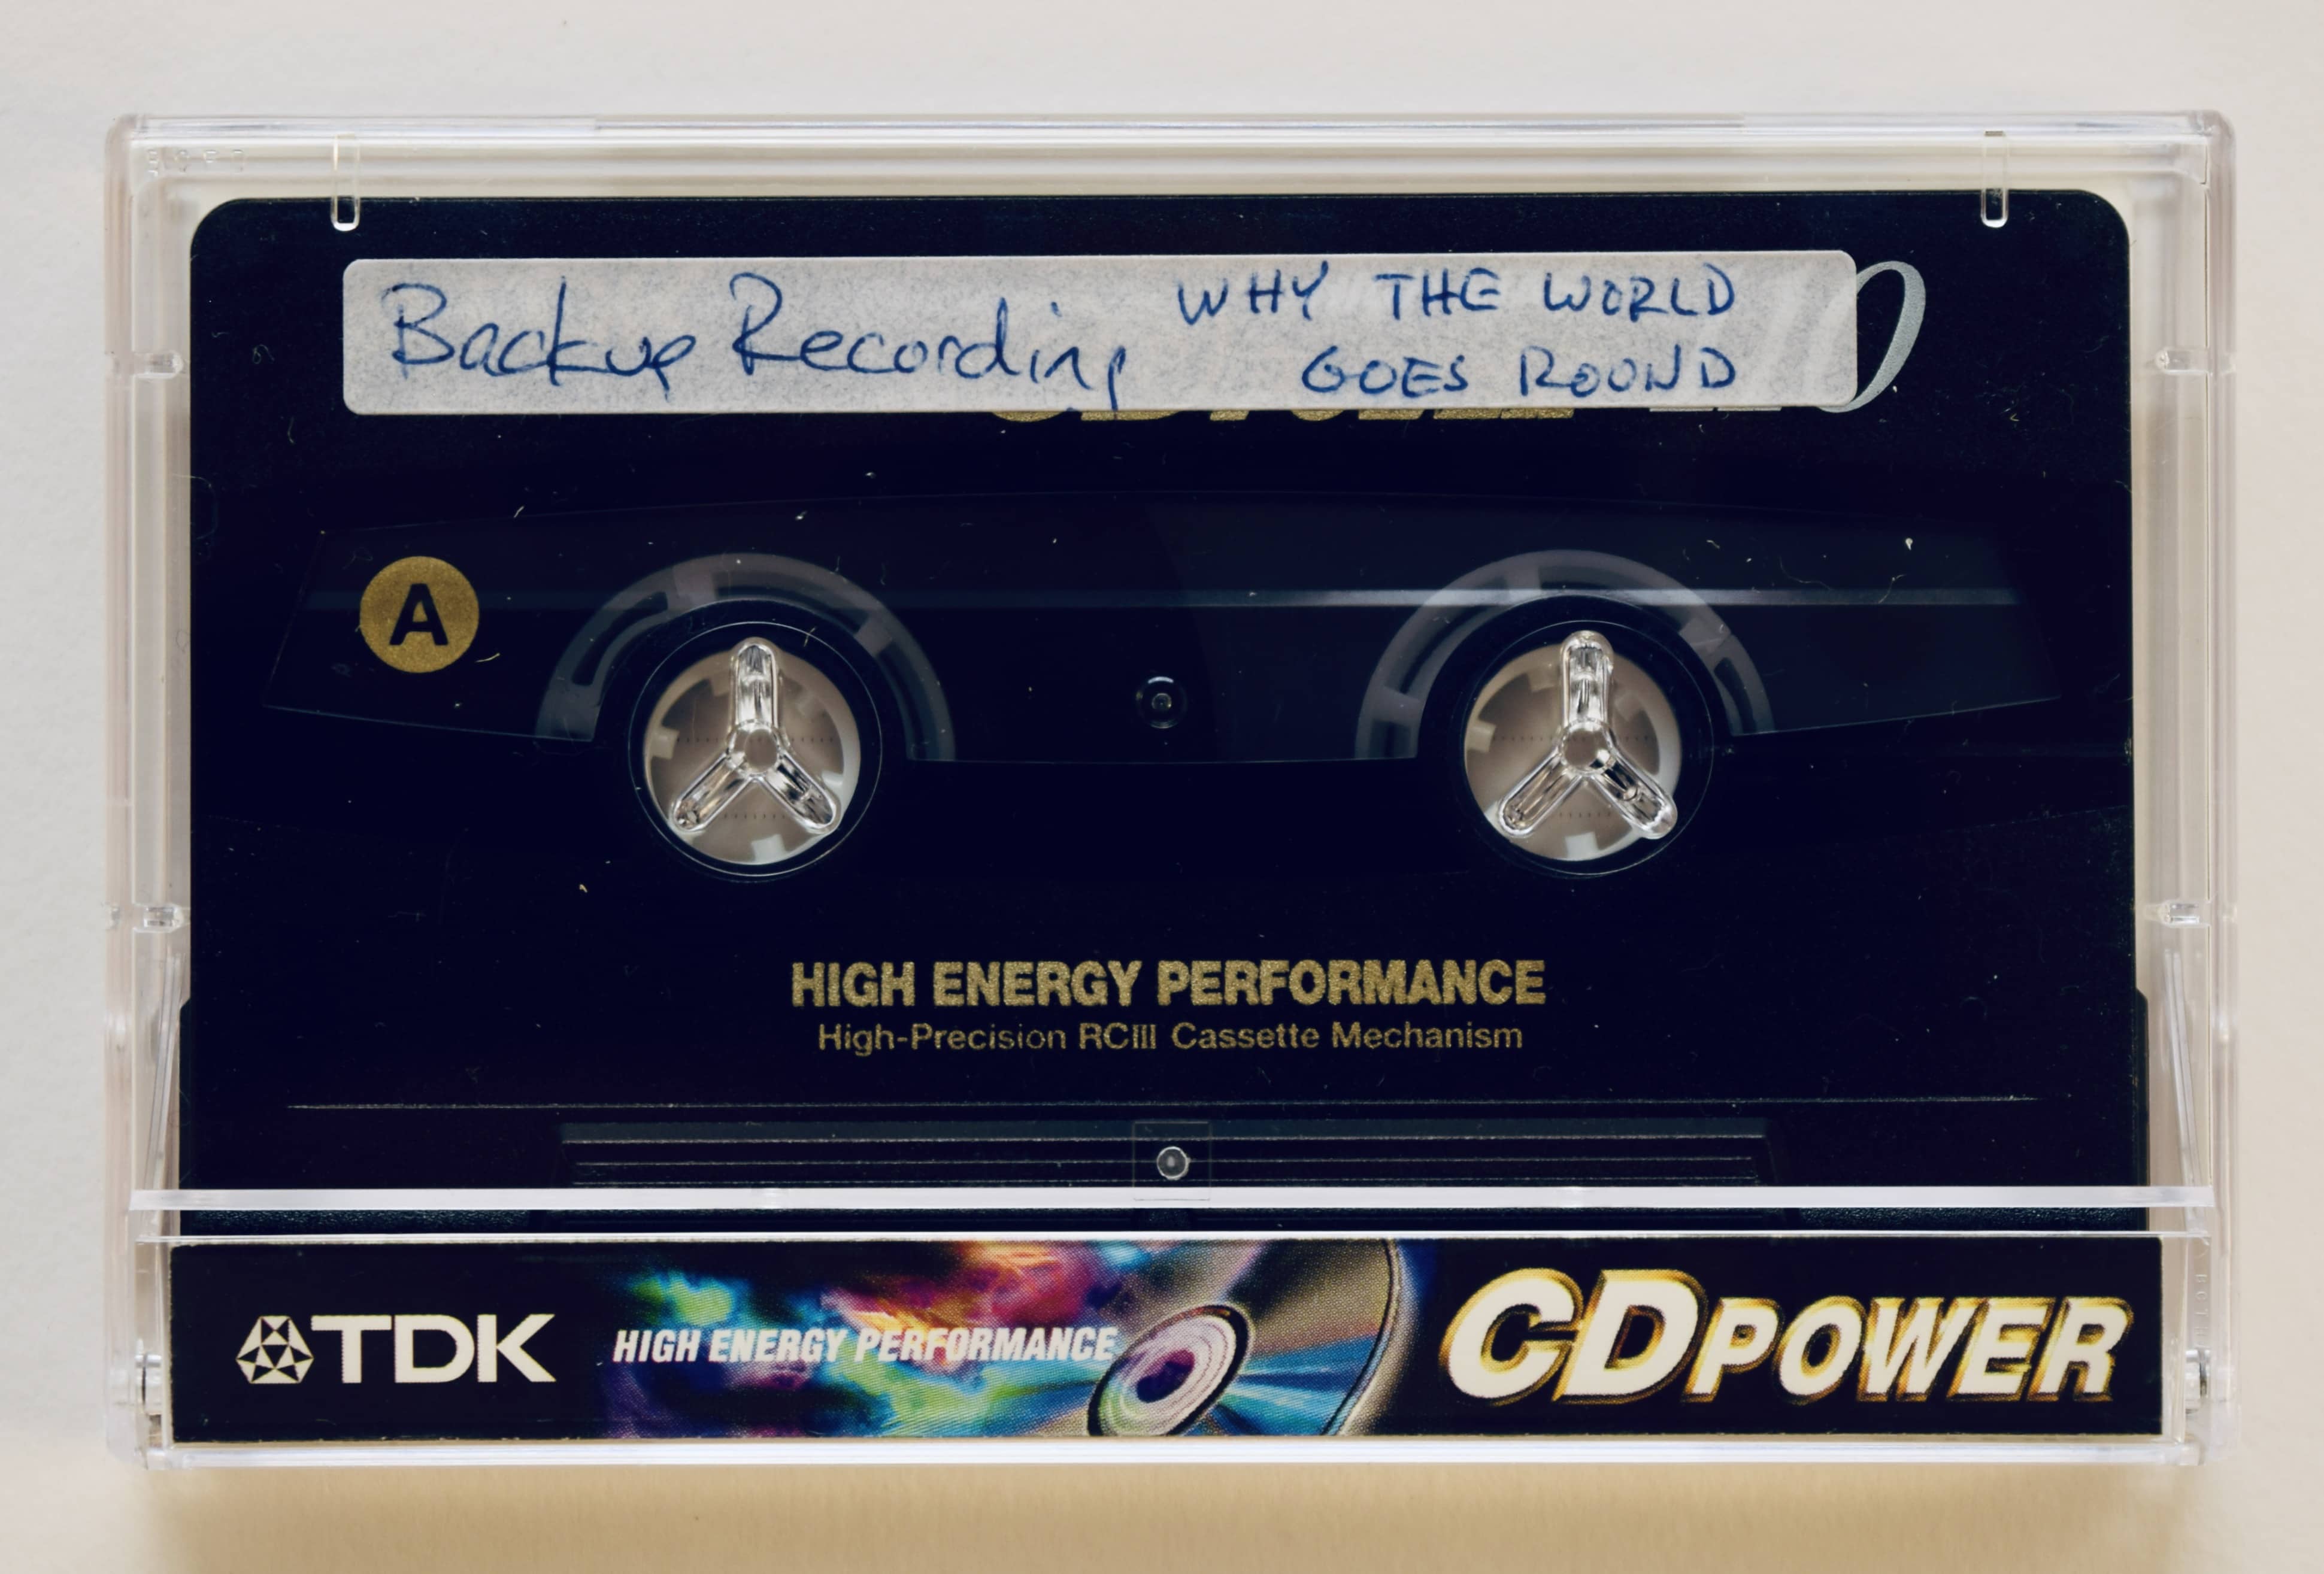 Backup Recording
WHY THE WORLD
GOES ROUND
A
HIGH ENERGY PERFORMANCE
High-Precision RCIII Cassette Mechanism
TDK
HIGH ENERGY PERFORMANCE
CDPOWER